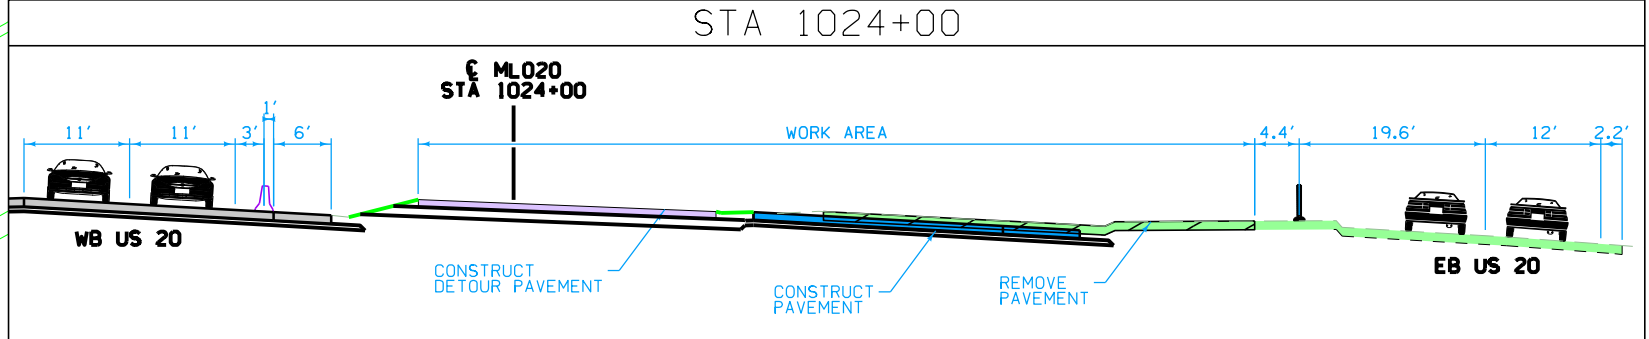 STA 1024+00
℄ ML020
STA 1024+00
11'
11'
3'
1'
6'
WORK AREA
4.4'
19.6'
12'
2.2'
WB US 20
EB US 20
CONSTRUCT
DETOUR PAVEMENT
CONSTRUCT
PAVEMENT
REMOVE
PAVEMENT